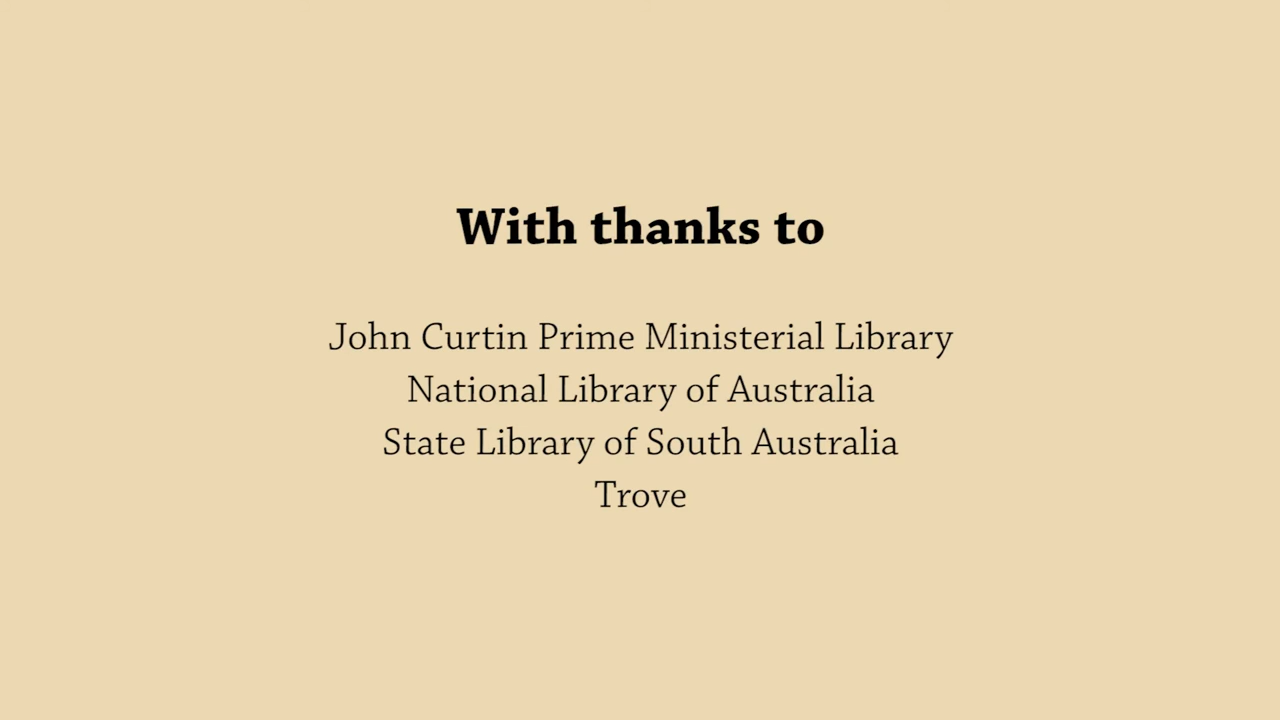 With thanks to
John Curtin Prime Ministerial Library
National Library of Australia
State Library of South Australia
Trove